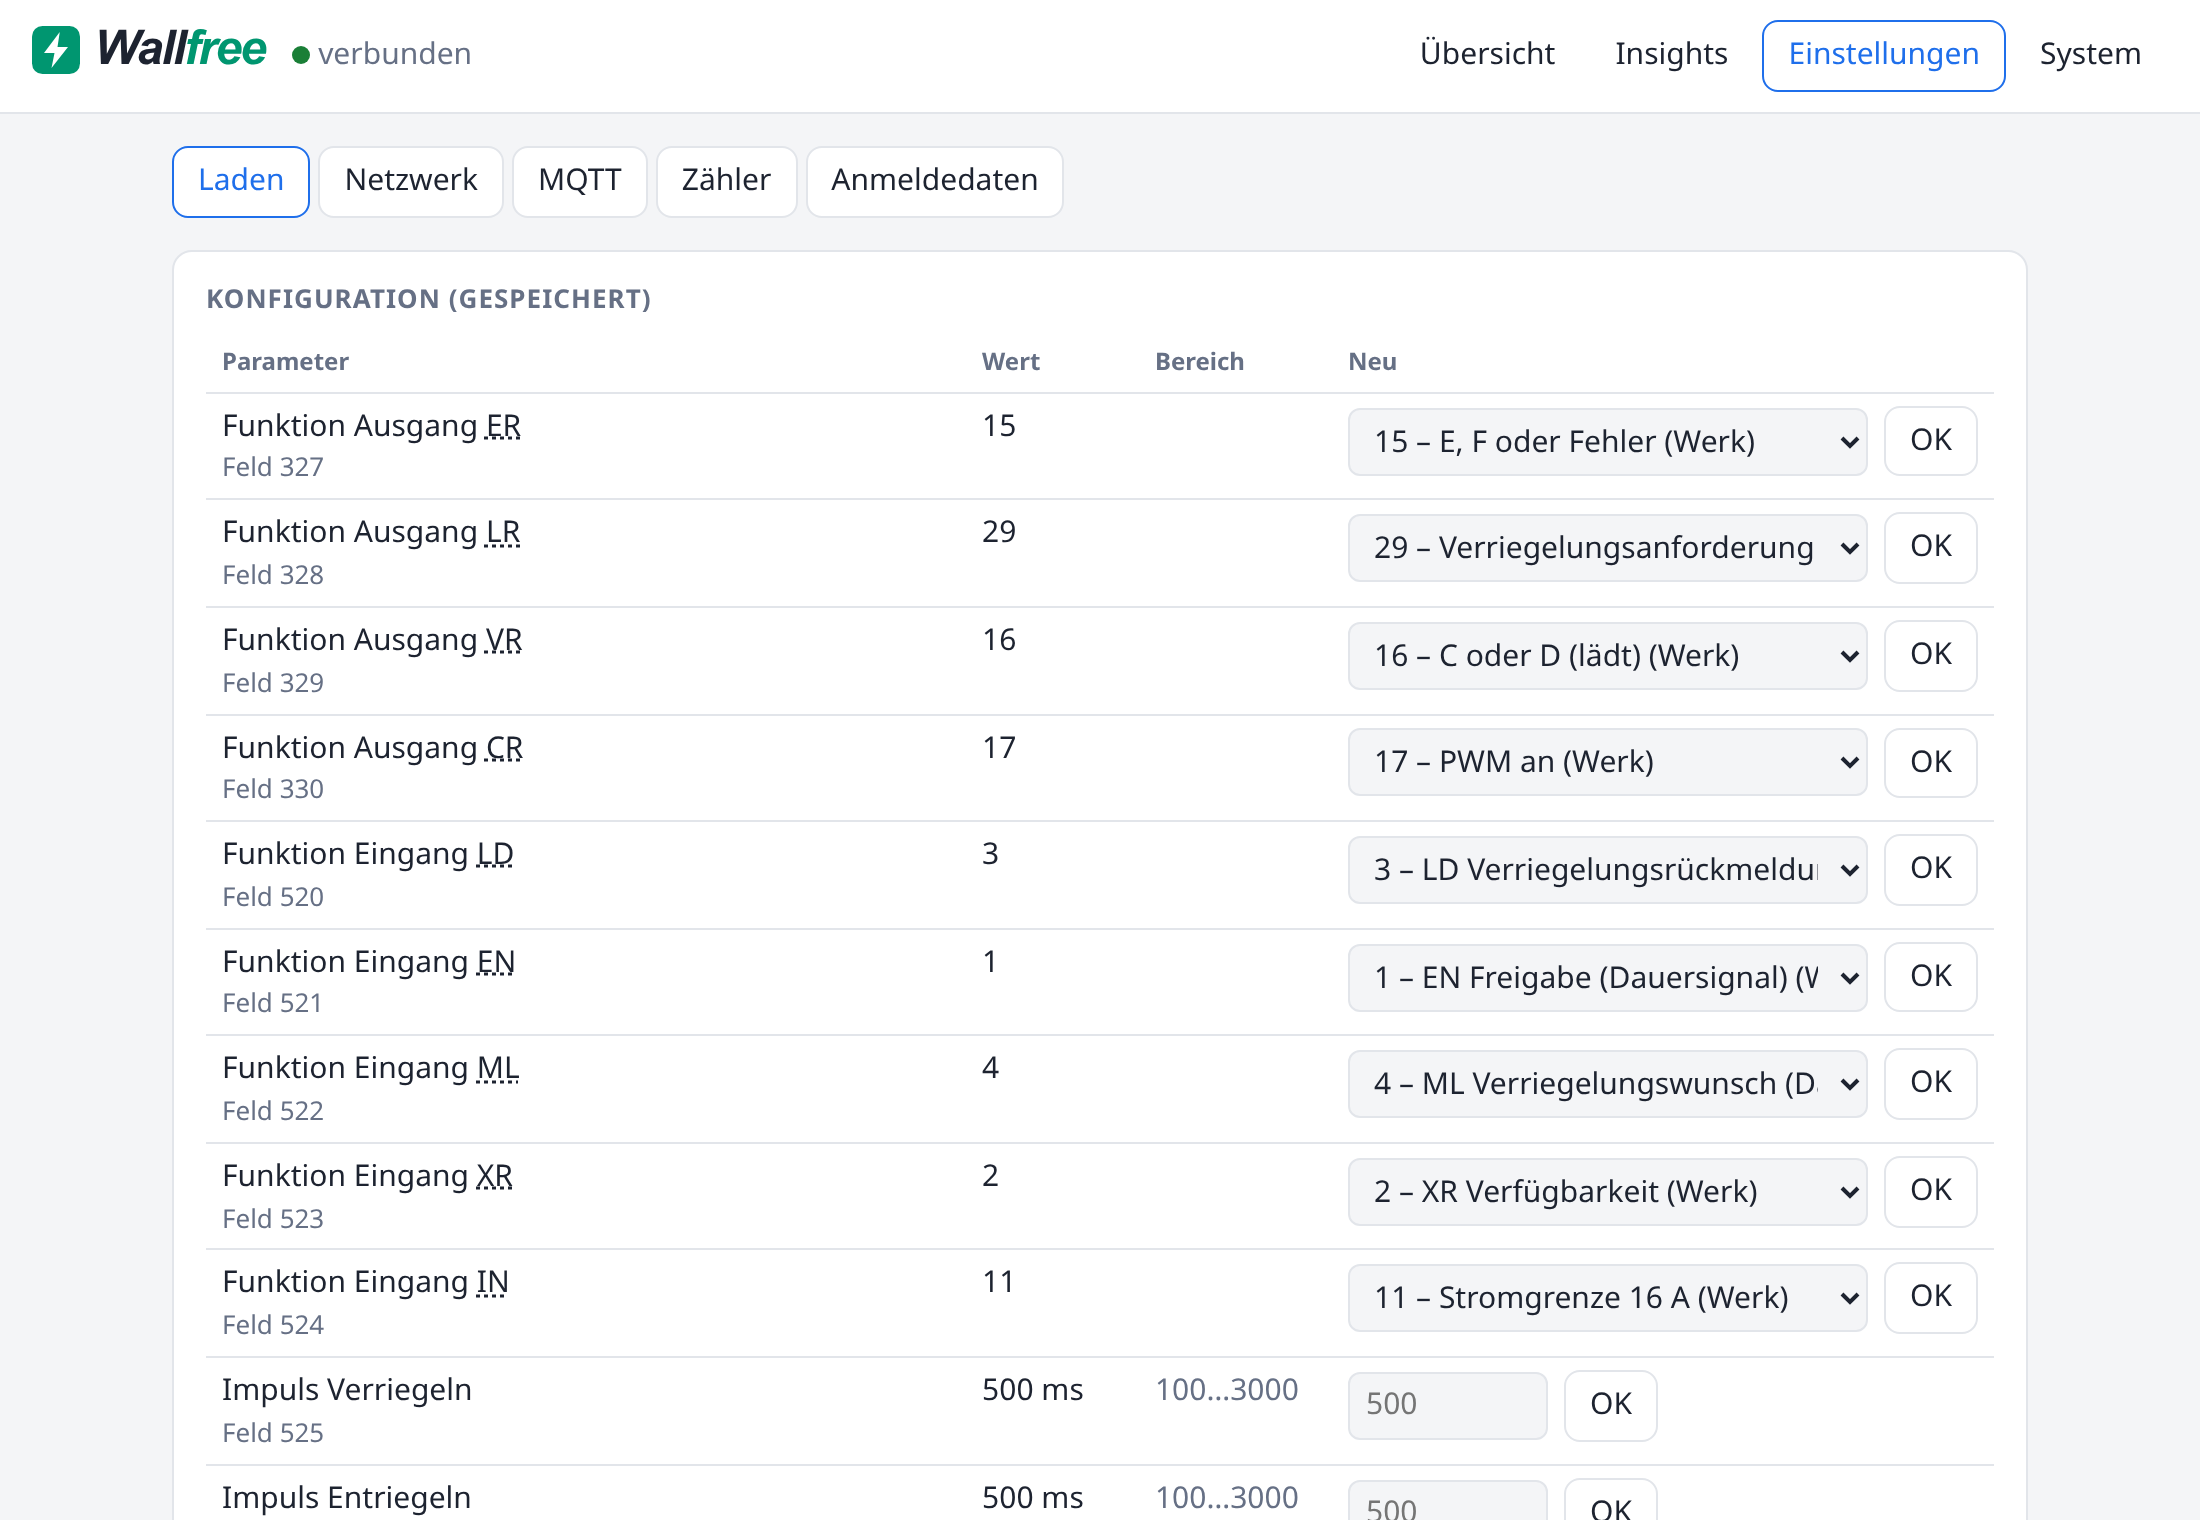 Wallfree verbunden Übersicht Insights Einstellungen System
Laden Netzwerk MQTT Zähler Anmeldedaten
KONFIGURATION (GESPEICHERT)
Parameter Wert Bereich Neu
Funktion Ausgang ER 15 15 – E, F oder Fehler (Werk) OK
Feld 327
Funktion Ausgang LR 29 29 – Verriegelungsanforderung OK
Feld 328
Funktion Ausgang VR 16 16 – C oder D (lädt) (Werk) OK
Feld 329
Funktion Ausgang CR 17 17 – PWM an (Werk) OK
Feld 330
Funktion Eingang LD 3 3 – LD Verriegelungsrückmeldu OK
Feld 520
Funktion Eingang EN 1 1 – EN Freigabe (Dauersignal) (W OK
Feld 521
Funktion Eingang ML 4 4 – ML Verriegelungswunsch (Da OK
Feld 522
Funktion Eingang XR 2 2 – XR Verfügbarkeit (Werk) OK
Feld 523
Funktion Eingang IN 11 11 – Stromgrenze 16 A (Werk) OK
Feld 524
Impuls Verriegeln 500 ms 100…3000 500 OK
Feld 525
Impuls Entriegeln 500 ms 100…3000 500 OK